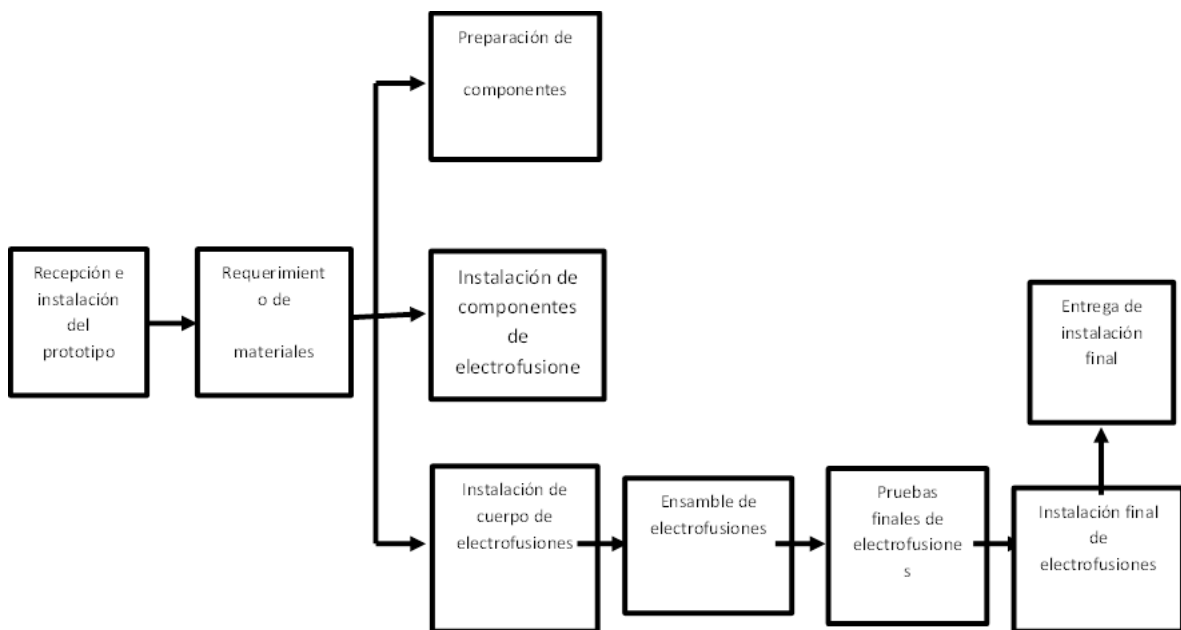 Preparación de
componentes
Recepción e
instalación
del
prototipo
Requerimient
o de
materiales
Instalación de
componentes
de
electrofusione
Entrega de
instalación
final
Instalación de
cuerpo de
electrofusiones
Ensamble de
electrofusiones
Pruebas
finales de
electrofusione
s
Instalación final
de
electrofusiones